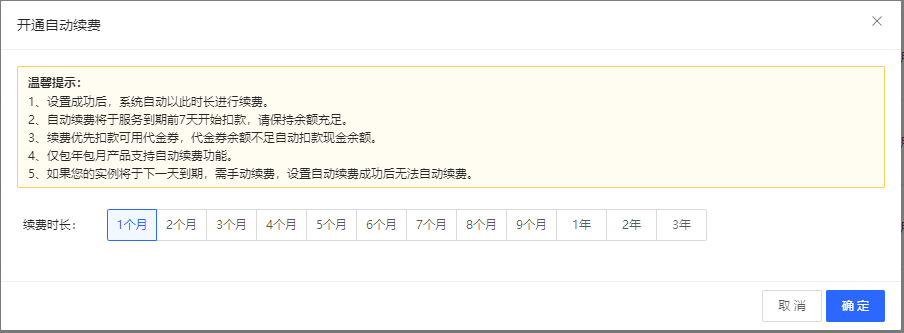 开通自动续费
温馨提示：
1、设置成功后，系统自动以此时长进行续费。
2、自动续费将于服务到期前7天开始扣款，请保持余额充足。
3、续费优先扣款可用代金券，代金券余额不足自动扣款现金余额。
4、仅包年包月产品支持自动续费功能。
5、如果您的实例将于下一天到期，需手动续费，设置自动续费成功后无法自动续费。
续费时长： 1个月 2个月 3个月 4个月 5个月 6个月 7个月 8个月 9个月 1年 2年 3年
取消 确定